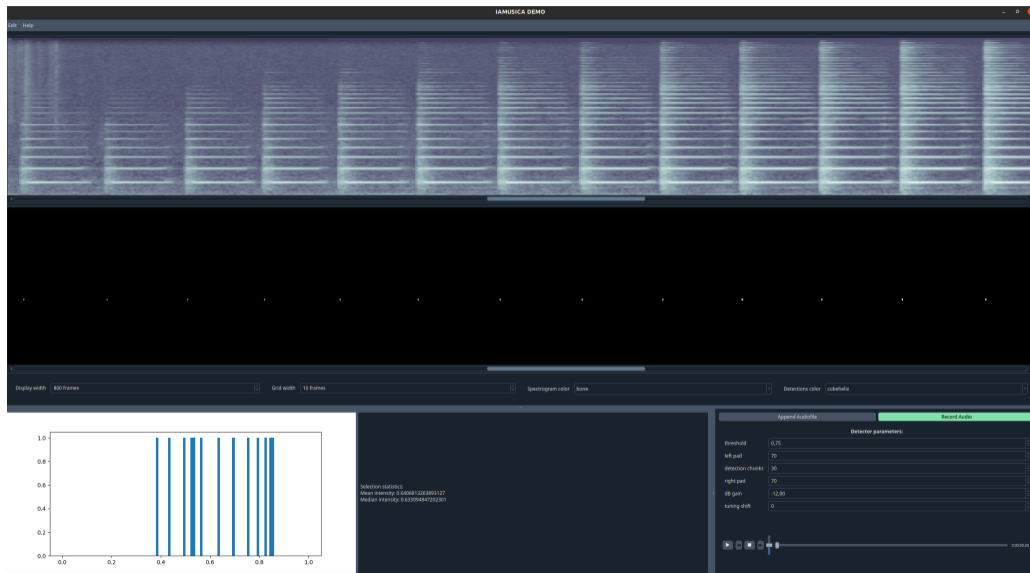 IAMUSICA DEMO
Edit Help
Display width 800 frames Grid width 10 frames Spectrogram color bone Detections color cubehelix
Append Audiofile Record Audio
Detector parameters:
threshold 0,75
left pad 70
detection chunks 30
right pad 70
dB gain -12,00
tuning shift 0
Selection statistics:
Mean intensity: 0.6406813263893127
Median intensity: 0.633094847202301
1.0
0.8
0.6
0.4
0.2
0.0
0.0 0.2 0.4 0.6 0.8 1.0